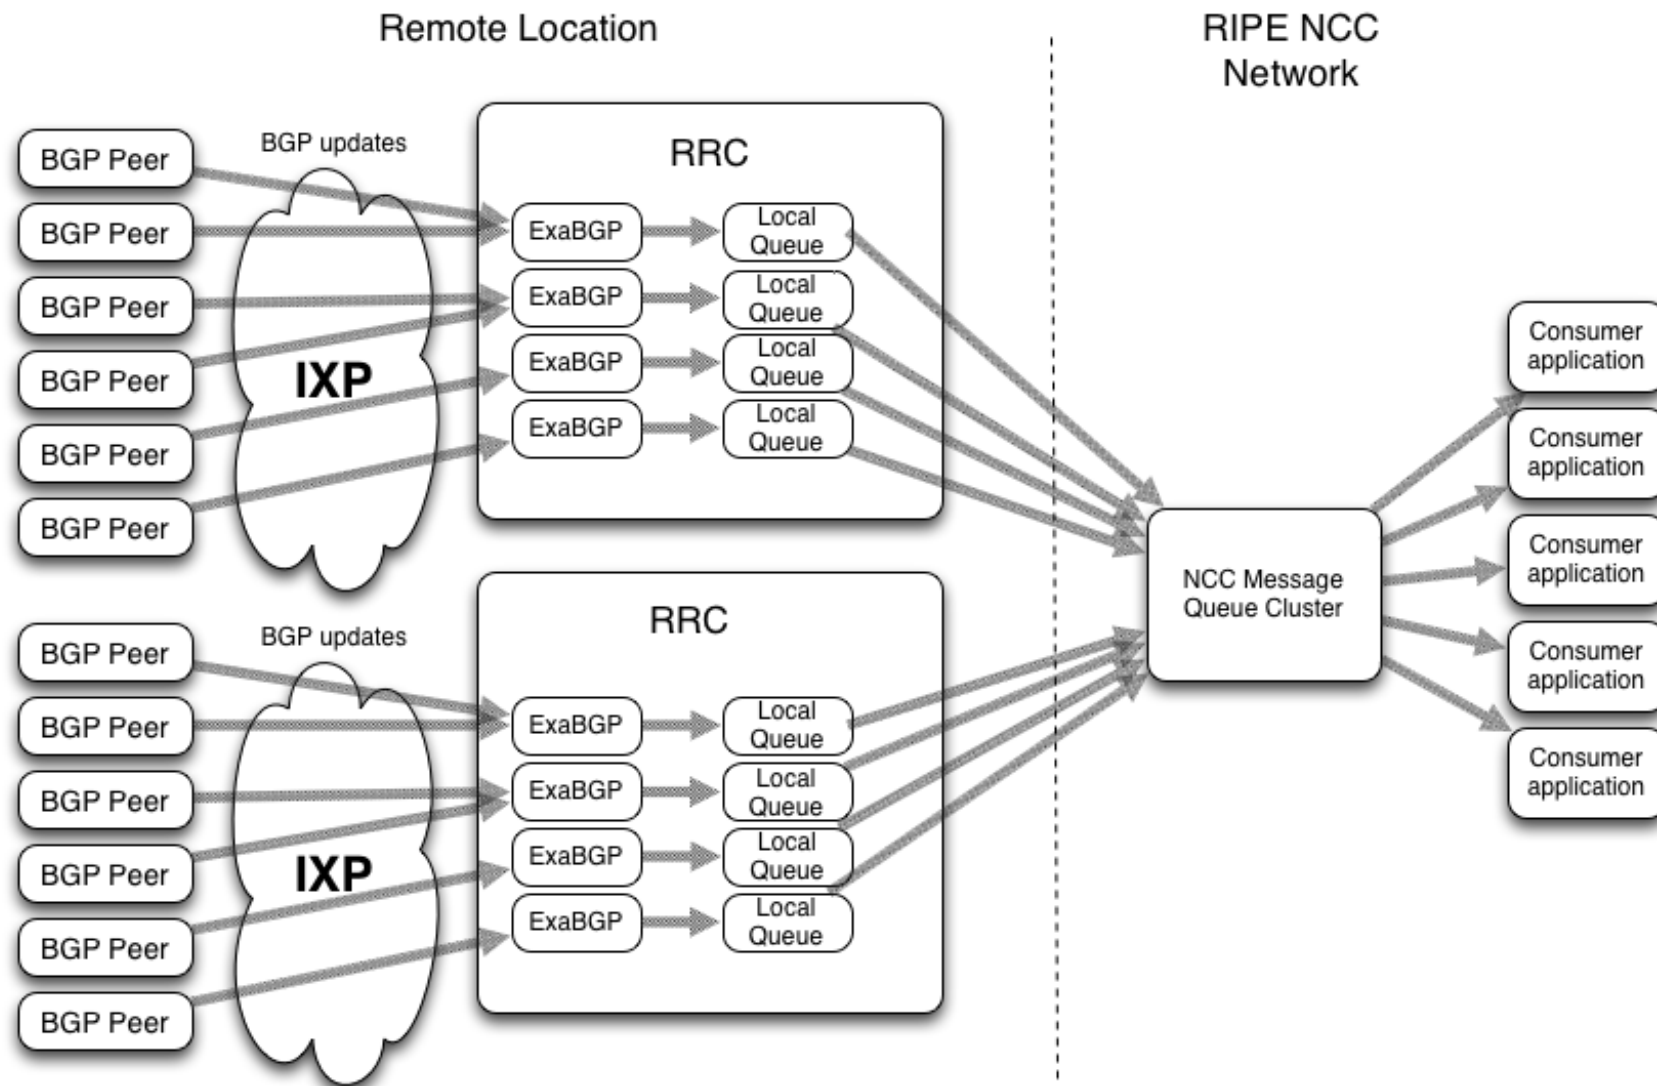 Remote Location
RIPE NCC
Network
BGP Peer
BGP Peer
BGP Peer
BGP Peer
BGP Peer
BGP Peer
BGP updates
IXP
RRC
ExaBGP
Local
Queue
ExaBGP
Local
Queue
ExaBGP
Local
Queue
ExaBGP
Local
Queue
BGP Peer
BGP Peer
BGP Peer
BGP Peer
BGP Peer
BGP Peer
BGP updates
IXP
RRC
ExaBGP
Local
Queue
ExaBGP
Local
Queue
ExaBGP
Local
Queue
ExaBGP
Local
Queue
NCC Message
Queue Cluster
Consumer
application
Consumer
application
Consumer
application
Consumer
application
Consumer
application